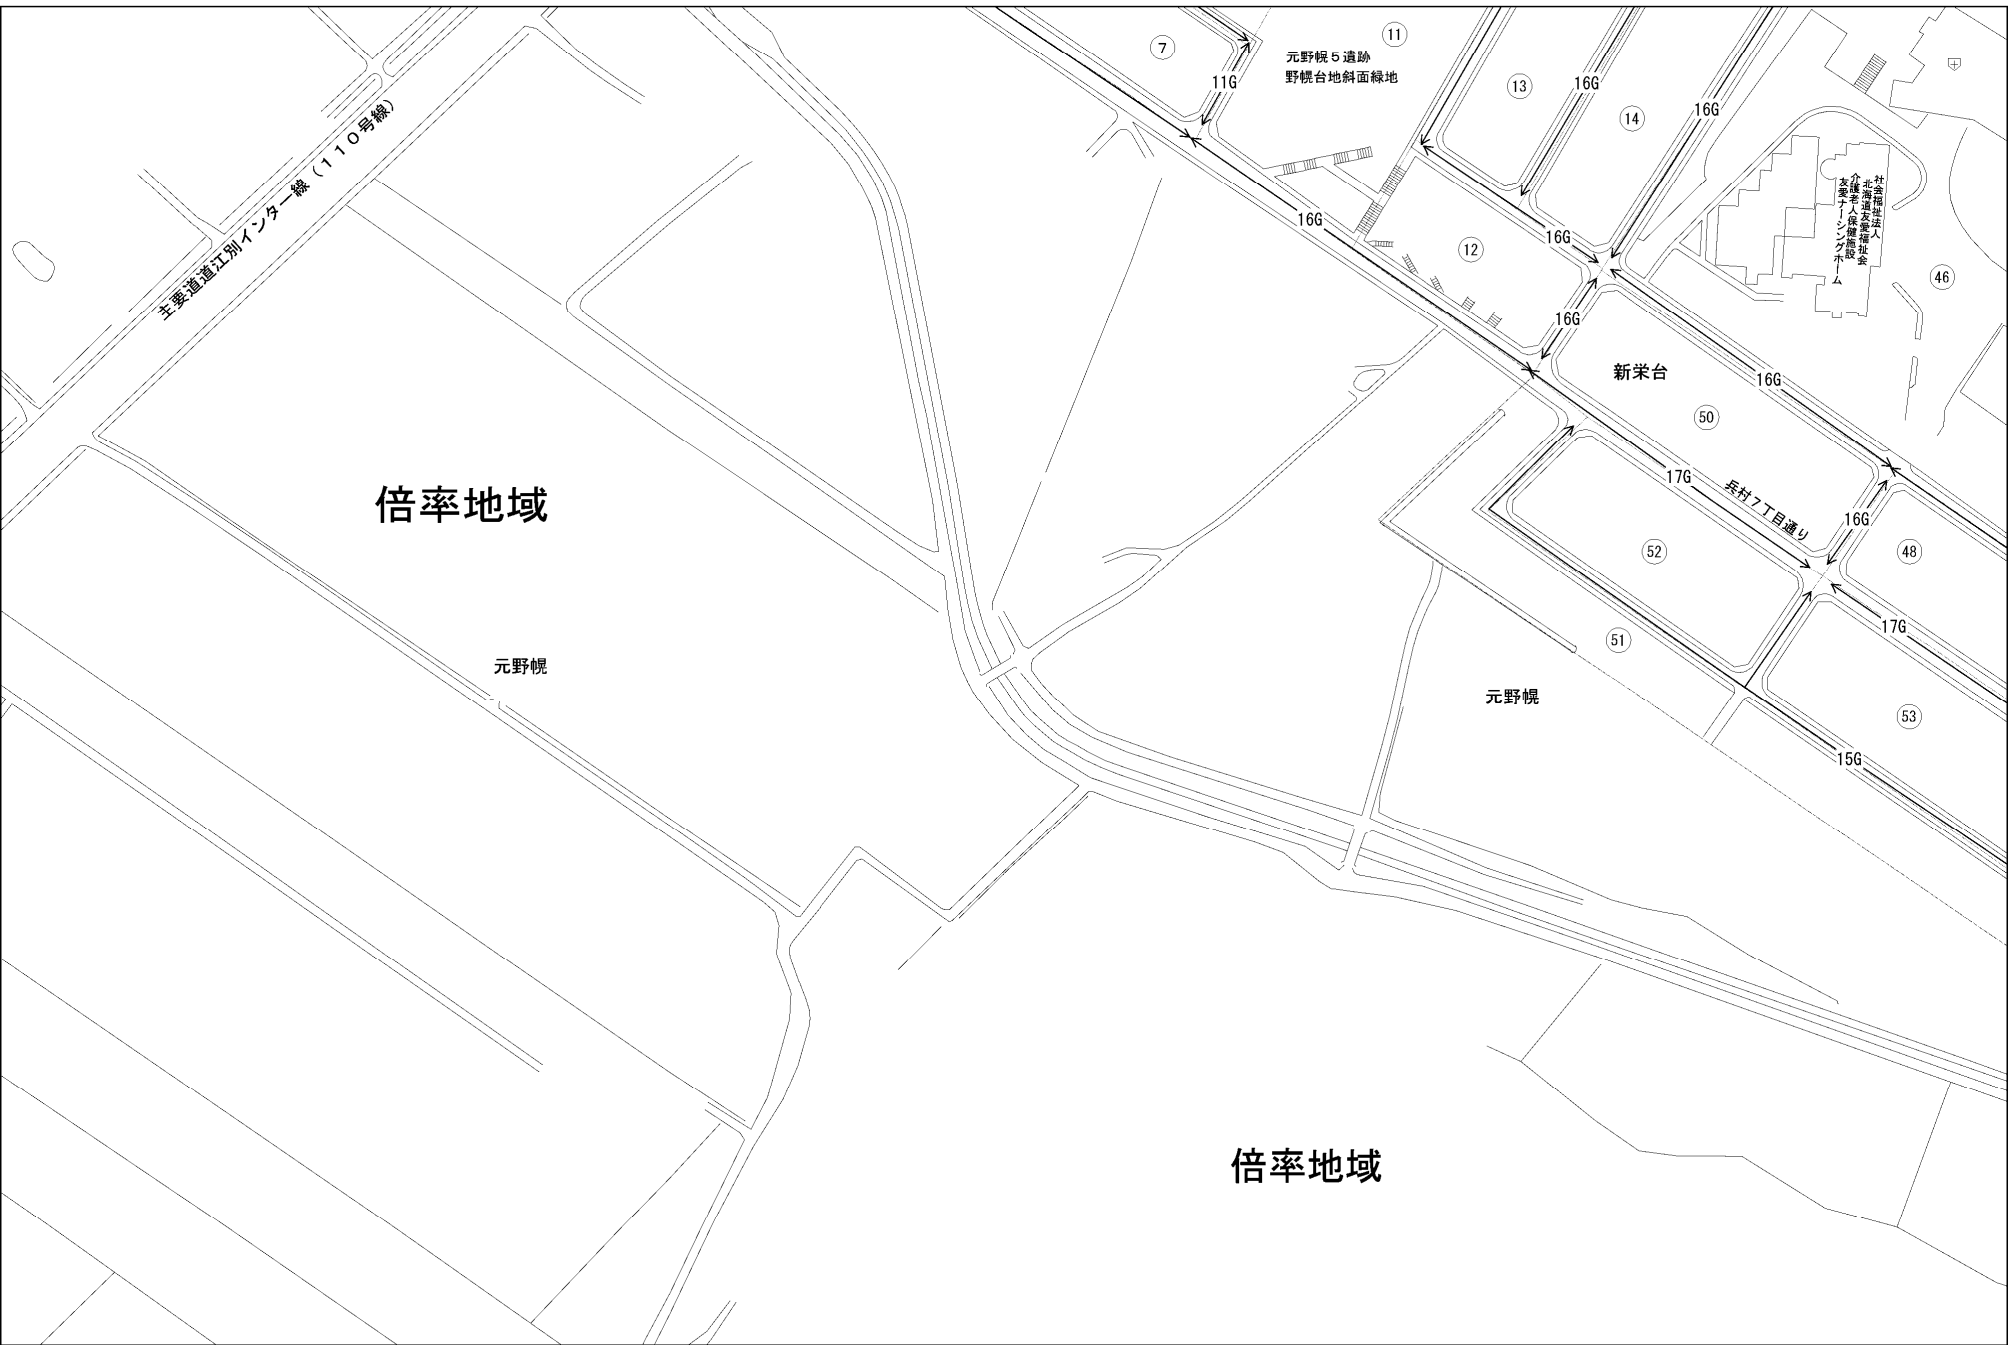 7
11
元野幌5遺跡
野幌台地斜面緑地
11G
13
16G
14
16G
主要道道江別インター線(110号線)
社会福祉法人
北海道友愛福祉会
介護老人保健施設
友愛ナーシングホーム
46
16G
12
16G
16G
新栄台
16G
50
17G
兵村7丁目通り
16G
48
52
倍率地域
51
17G
元野幌
元野幌
53
15G
倍率地域